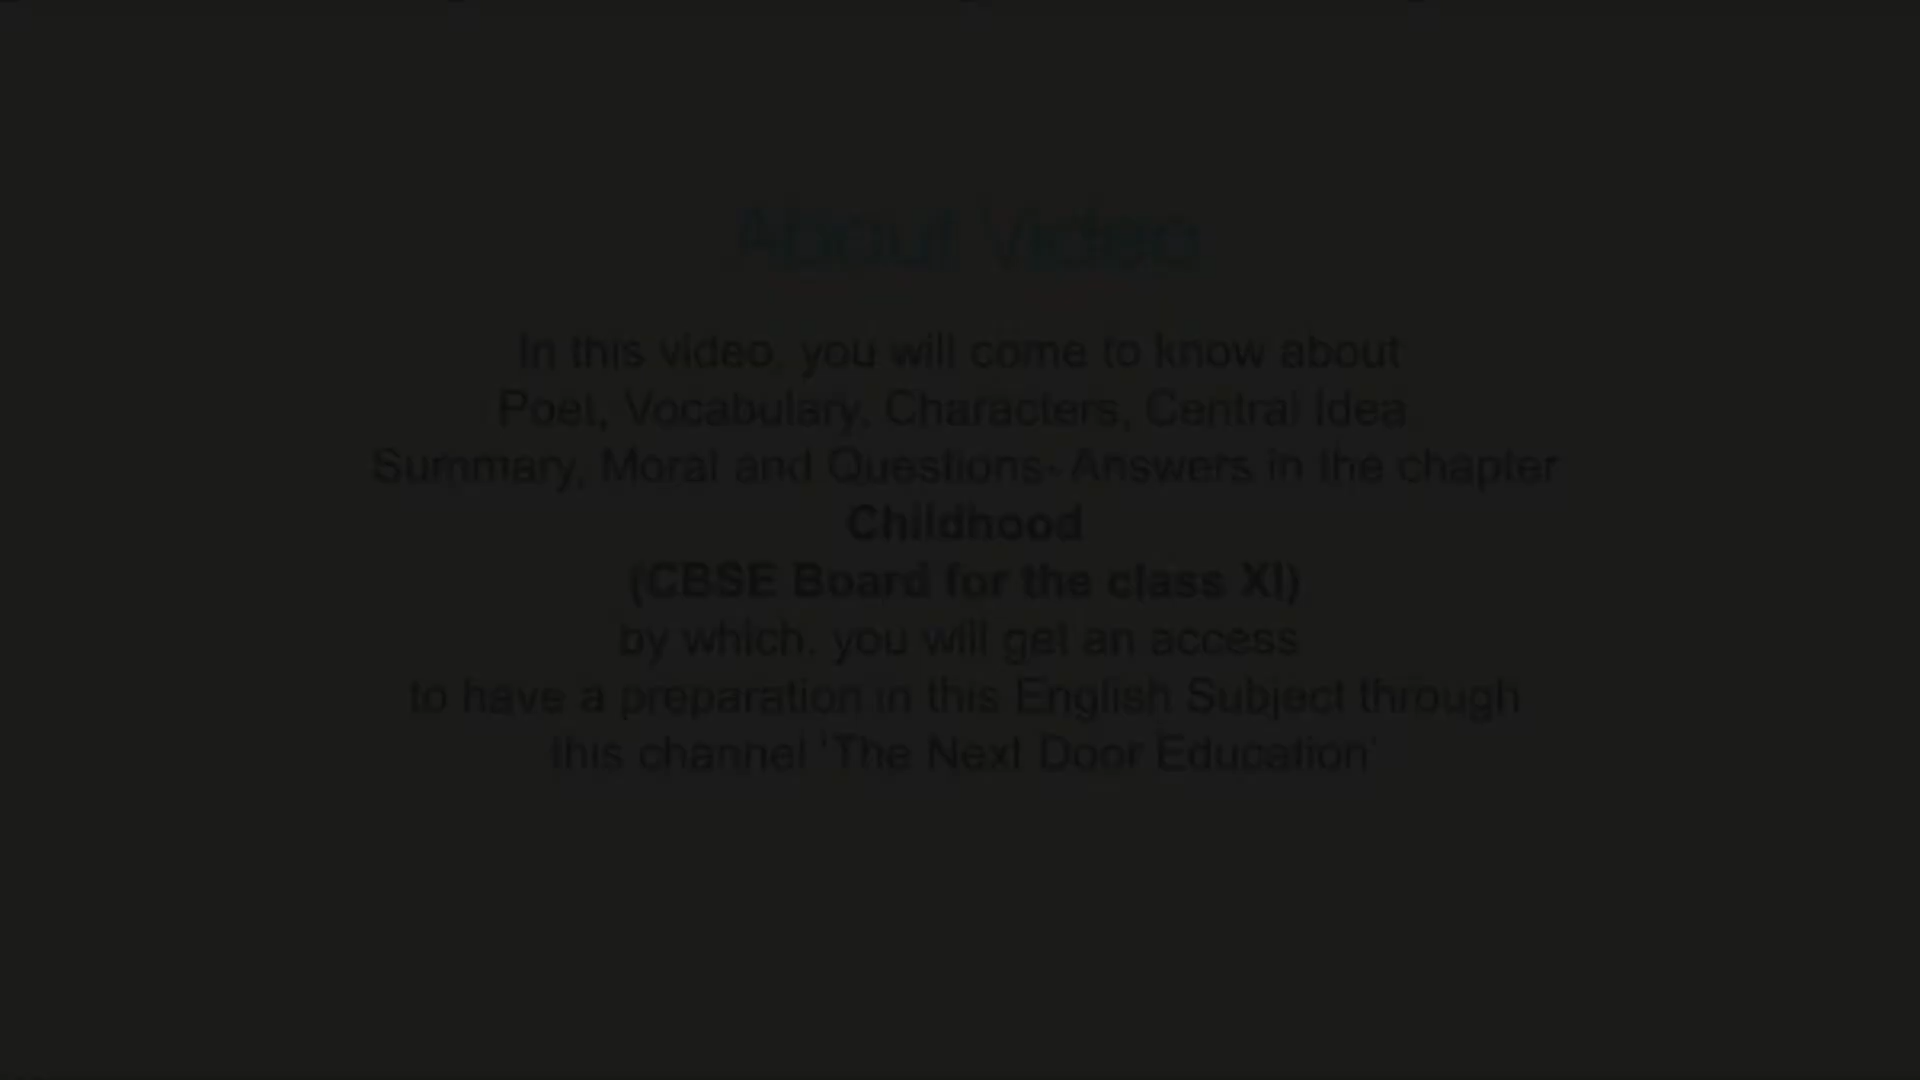 About Video
In this video, you will come to know about
Poet, Vocabulary, Characters, Central Idea
Summary, Moral and Questions- Answers in the chapter
Childhood
(CBSE Board for the class XI)
by which, you will get an access
to have a preparation in this English Subject through
this channel 'The Next Door Education'